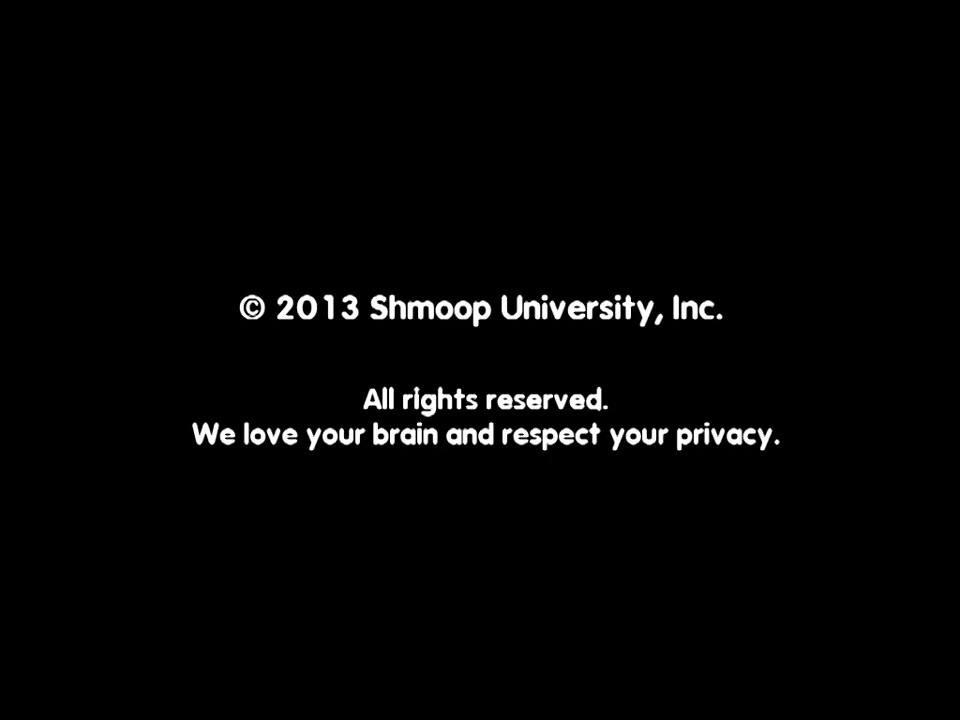 © 2013 Shmoop University, Inc.
All rights reserved.
We love your brain and respect your privacy.